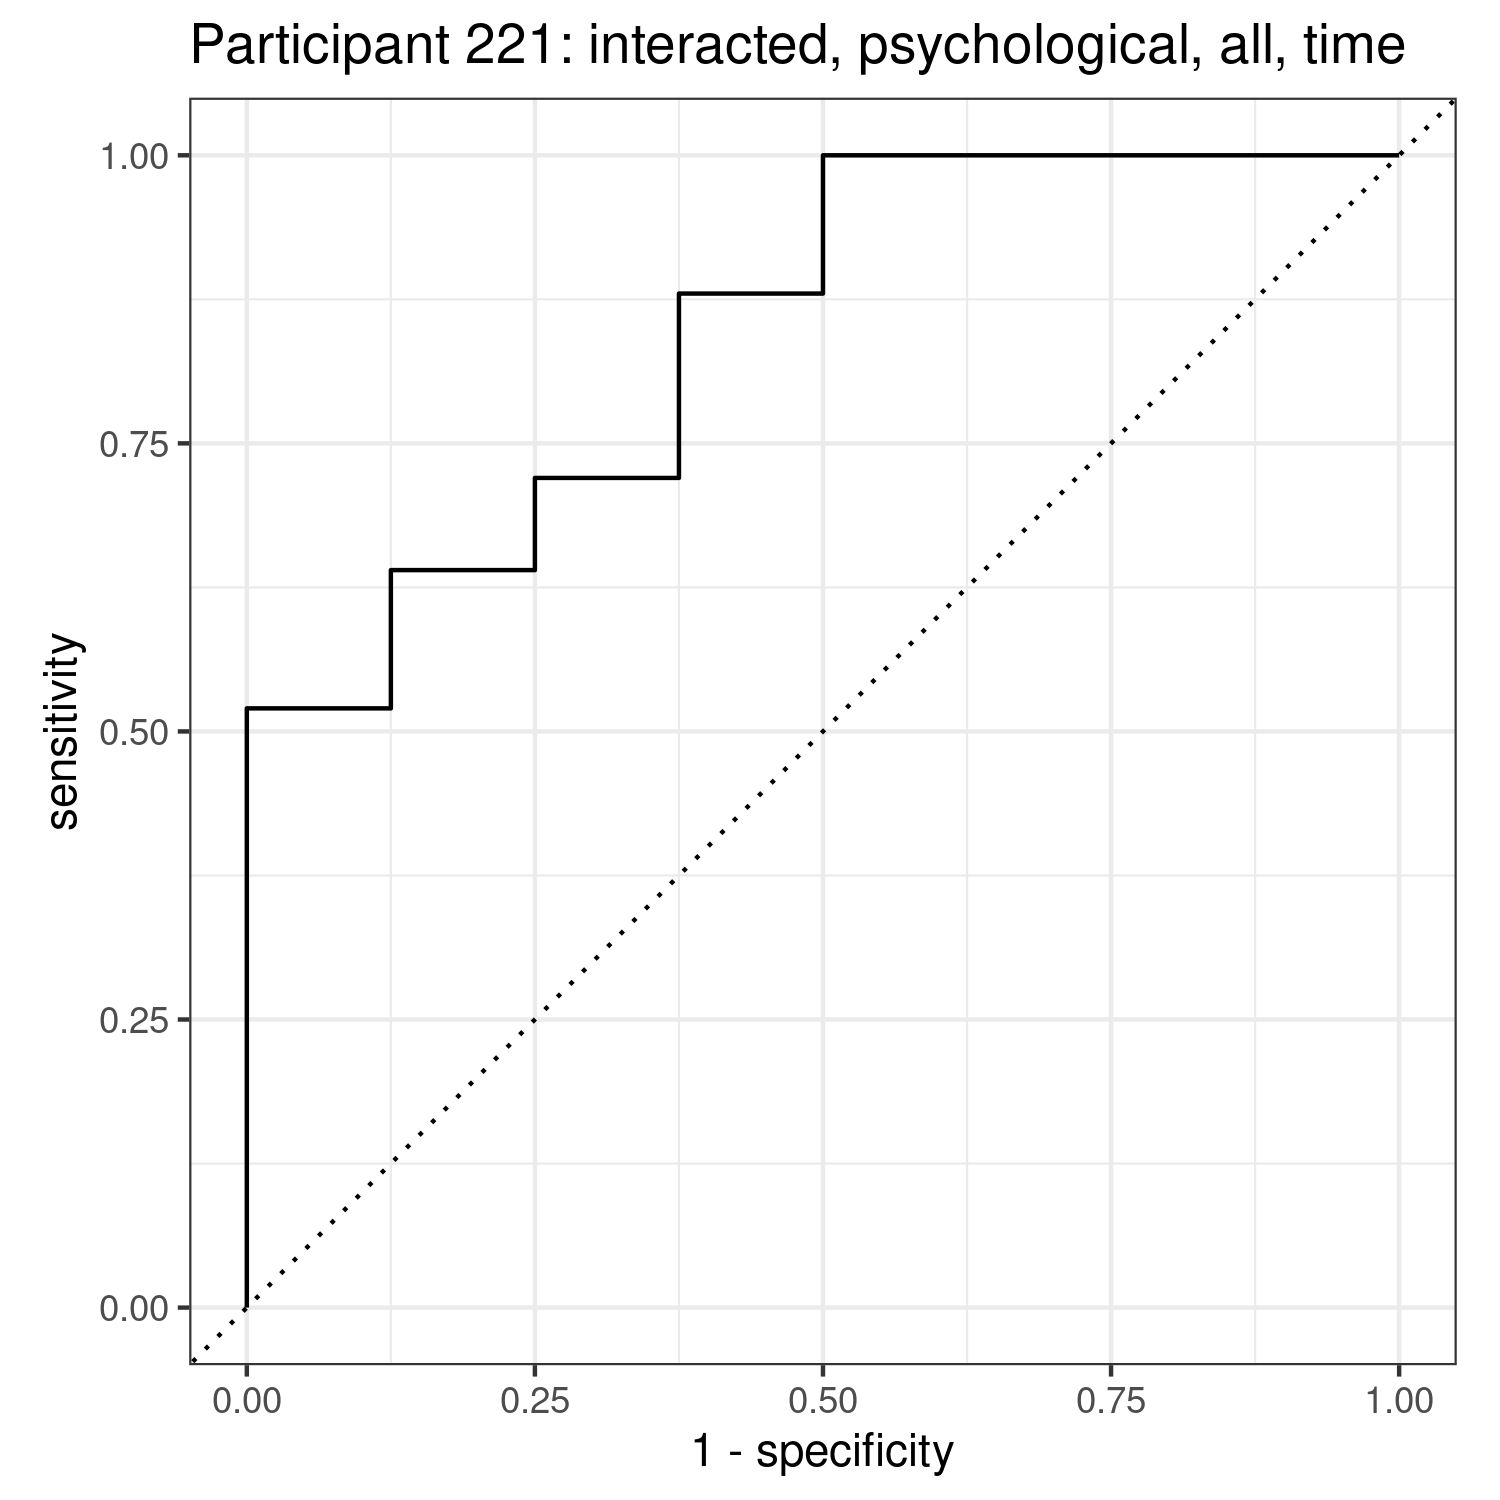 Participant 221: interacted, psychological, all, time
1.00
0.75
0.50
0.25
0.00
sensitivity
0.00 0.25 0.50 0.75 1.00
1 - specificity